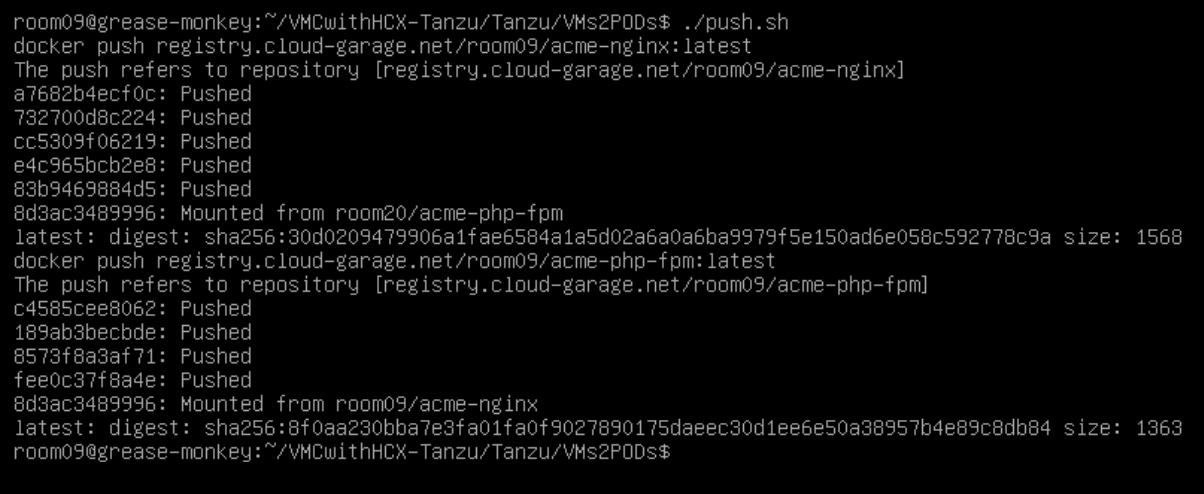 room09@grease-monkey:~/VMCwithHCX-Tanzu/Tanzu/VMs2PODs$ ./push.sh
docker push registry.cloud-garage.net/room09/acme-nginx:latest
The push refers to repository [registry.cloud-garage.net/room09/acme-nginx]
a7682b4ecf0c: Pushed
732700d8c224: Pushed
cc5309f06219: Pushed
e4c965bcb2e8: Pushed
83b9469884d5: Pushed
8d3ac3489996: Mounted from room20/acme-php-fpm
latest: digest: sha256:30d0209479906a1fae6584a1a5d02a6a0a6ba9979f5e150ad6e058c592778c9a size: 1568
docker push registry.cloud-garage.net/room09/acme-php-fpm:latest
The push refers to repository [registry.cloud-garage.net/room09/acme-php-fpm]
c4585cee8062: Pushed
189ab3becbde: Pushed
8573f8a3af71: Pushed
fee0c37f8a4e: Pushed
8d3ac3489996: Mounted from room09/acme-nginx
latest: digest: sha256:8f0aa230bba7e3fa01fa0f9027890175daeec30d1ee6e50a38957b4e89c8db84 size: 1363
room09@grease-monkey:~/VMCwithHCX-Tanzu/Tanzu/VMs2PODs$